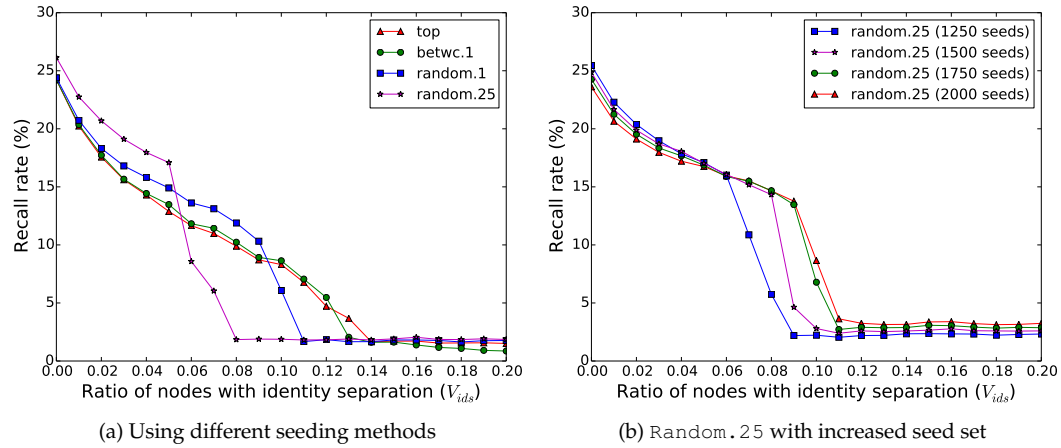 30
25
20
15
10
5
0
Recall rate (%)
top
betwc.1
random.1
random.25
0.00 0.02 0.04 0.06 0.08 0.10 0.12 0.14 0.16 0.18 0.20
Ratio of nodes with identity separation (V_ids)
(a) Using different seeding methods
30
25
20
15
10
5
0
Recall rate (%)
random.25 (1250 seeds)
random.25 (1500 seeds)
random.25 (1750 seeds)
random.25 (2000 seeds)
0.00 0.02 0.04 0.06 0.08 0.10 0.12 0.14 0.16 0.18 0.20
Ratio of nodes with identity separation (V_ids)
(b) Random.25 with increased seed set